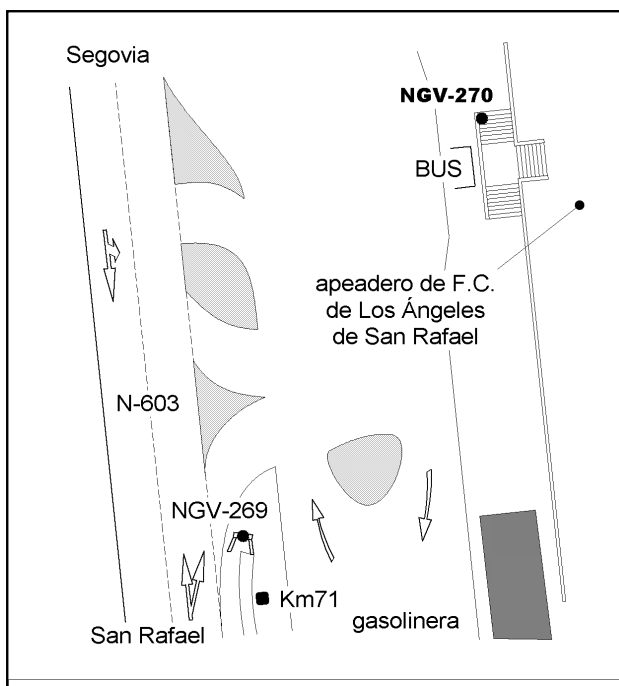 Segovia
NGV-270
BUS
apeadero de F.C.
de Los Ángeles
de San Rafael
N-603
NGV-269
Km71
San Rafael
gasolinera